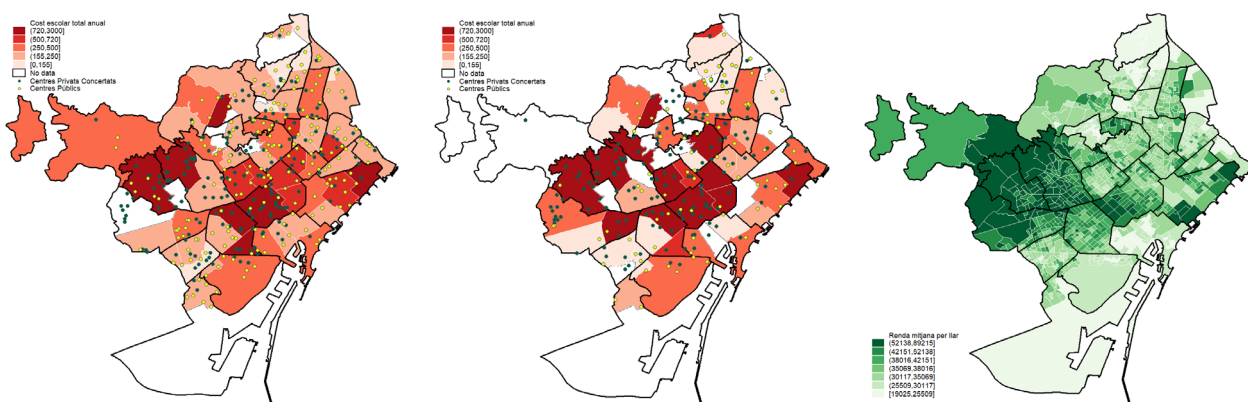 Cost escolar total anual
(720,3000]
(500,720]
(250,500]
(155,250]
[0,155]
No data
Centres Privats Concertats
Centres Públics
Cost escolar total anual
(720,3000]
(500,720]
(250,500]
(155,250]
[0,155]
No data
Centres Privats Concertats
Centres Públics
Renda mitjana per llar
(52138,89215]
(42151,52138]
(38016,42151]
(35069,38016]
(30117,35069]
(25509,30117]
[19025,25509]